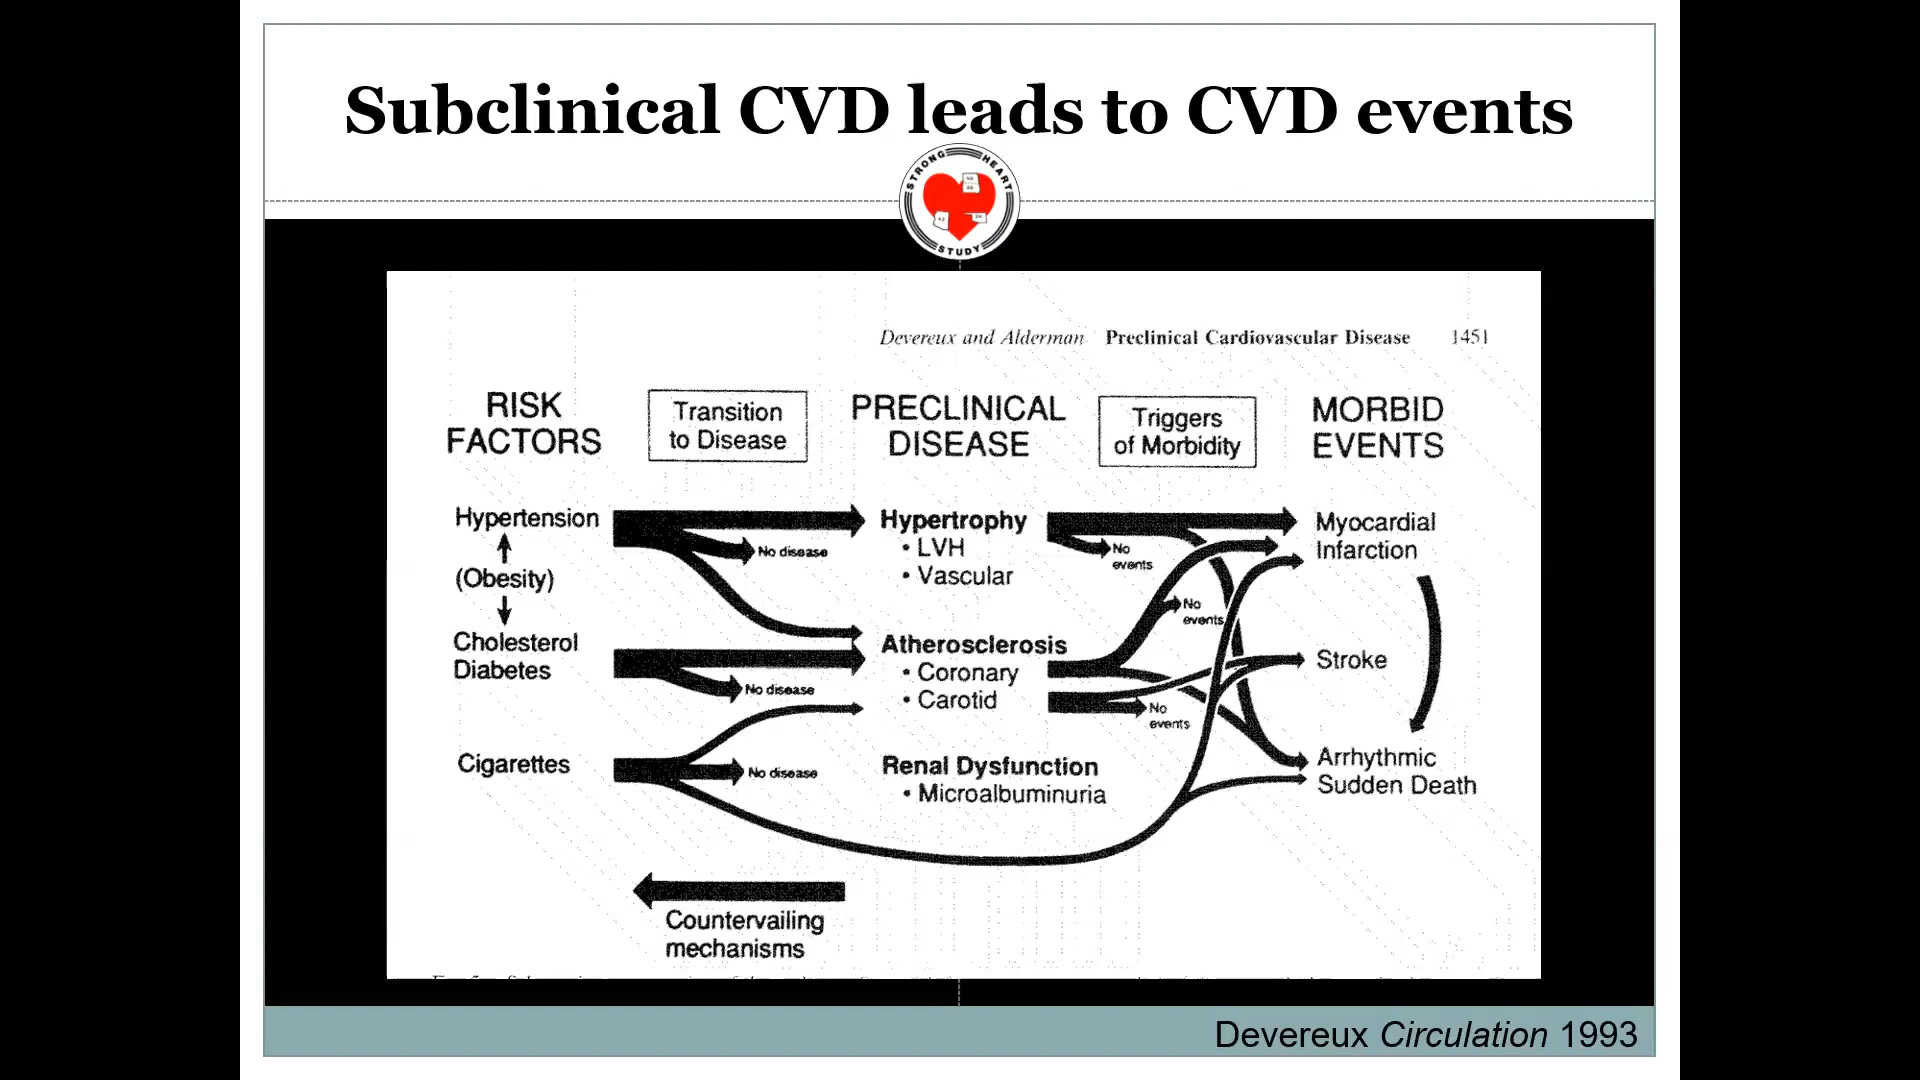 Subclinical CVD leads to CVD events
STRONG HEART
STUDY
Devereux and Alderman Preclinical Cardiovascular Disease 1451
RISK
FACTORS
Transition
to Disease
PRECLINICAL
DISEASE
Triggers
of Morbidity
MORBID
EVENTS
Hypertension
(Obesity)
Cholesterol
Diabetes
Cigarettes
No disease
No disease
No disease
Hypertrophy
• LVH
• Vascular
Atherosclerosis
• Coronary
• Carotid
Renal Dysfunction
• Microalbuminuria
No
events
No
events
No
events
Myocardial
Infarction
Stroke
Arrhythmic
Sudden Death
Countervailing
mechanisms
Devereux Circulation 1993